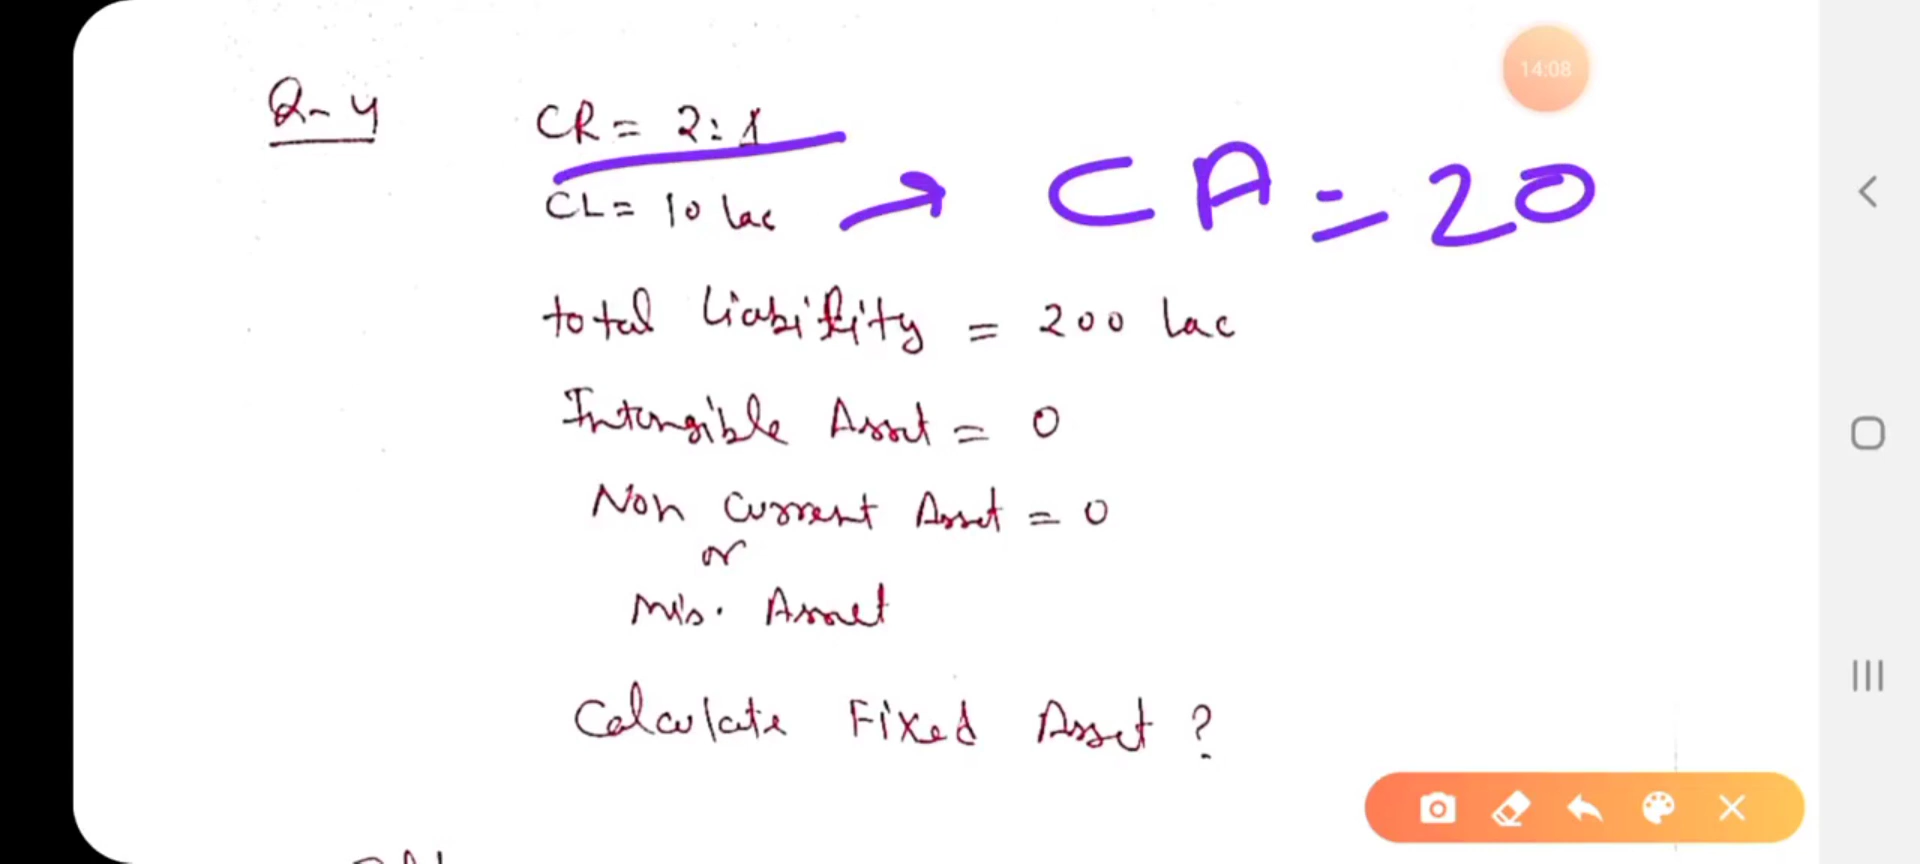 14:08
Q-4
CR = 2:1
CL = 10 lac → CA = 20
total Liability = 200 lac
Intangible Asset = 0
Non Current Asset = 0
or
Mis. Asset
Calculate Fixed Asset ?